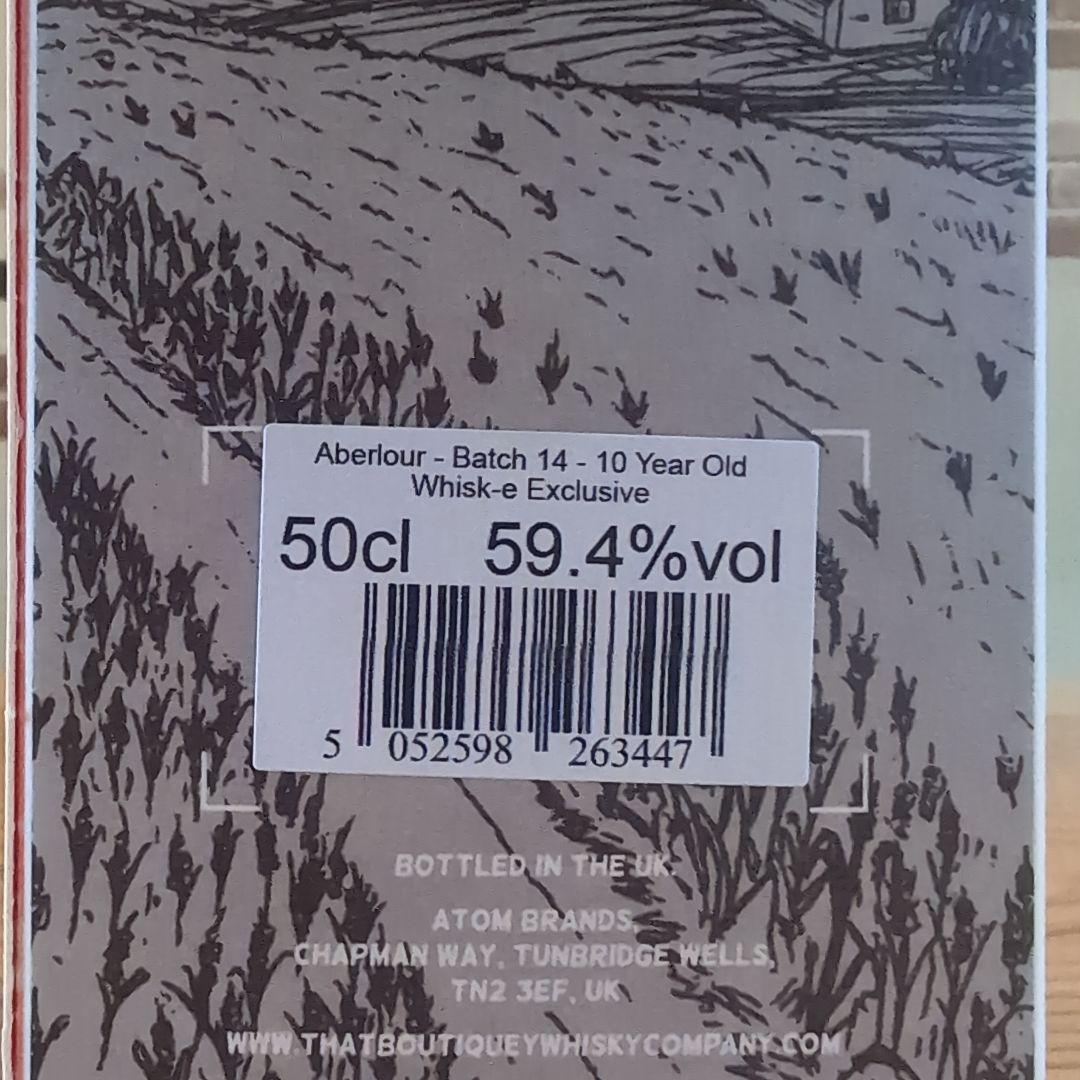 Aberlour - Batch 14 - 10 Year Old
Whisk-e Exclusive
50cl 59.4%vol
5 052598 263447
BOTTLED IN THE UK.
ATOM BRANDS,
CHAPMAN WAY, TUNBRIDGE WELLS,
TN2 3EF, UK
WWW.THATBOUTIQUEYWHISKYCOMPANY.COM